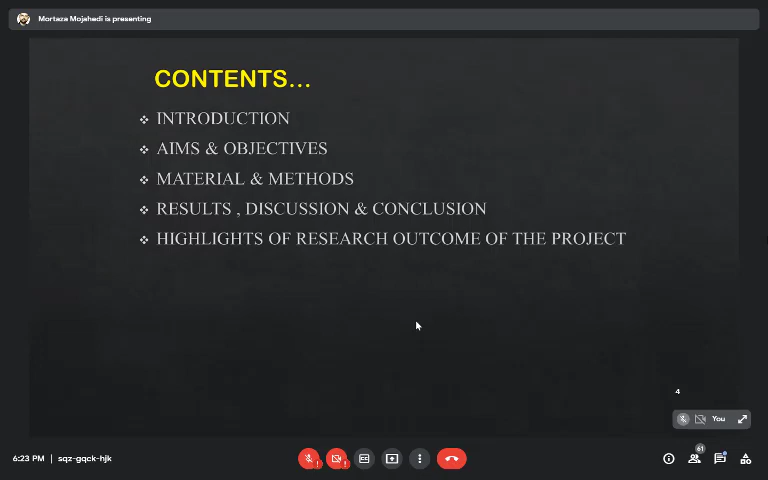 Mortaza Mojahedi is presenting
CONTENTS...
❖ INTRODUCTION
❖ AIMS & OBJECTIVES
❖ MATERIAL & METHODS
❖ RESULTS , DISCUSSION & CONCLUSION
❖ HIGHLIGHTS OF RESEARCH OUTCOME OF THE PROJECT
4
You
61
6:23 PM | sqz-gqck-hjk